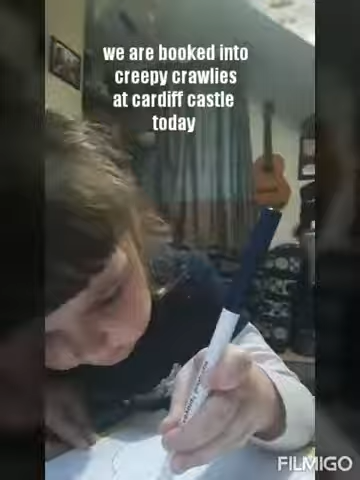 we are booked into
creepy crawlies
at cardiff castle
today
FILMIGO